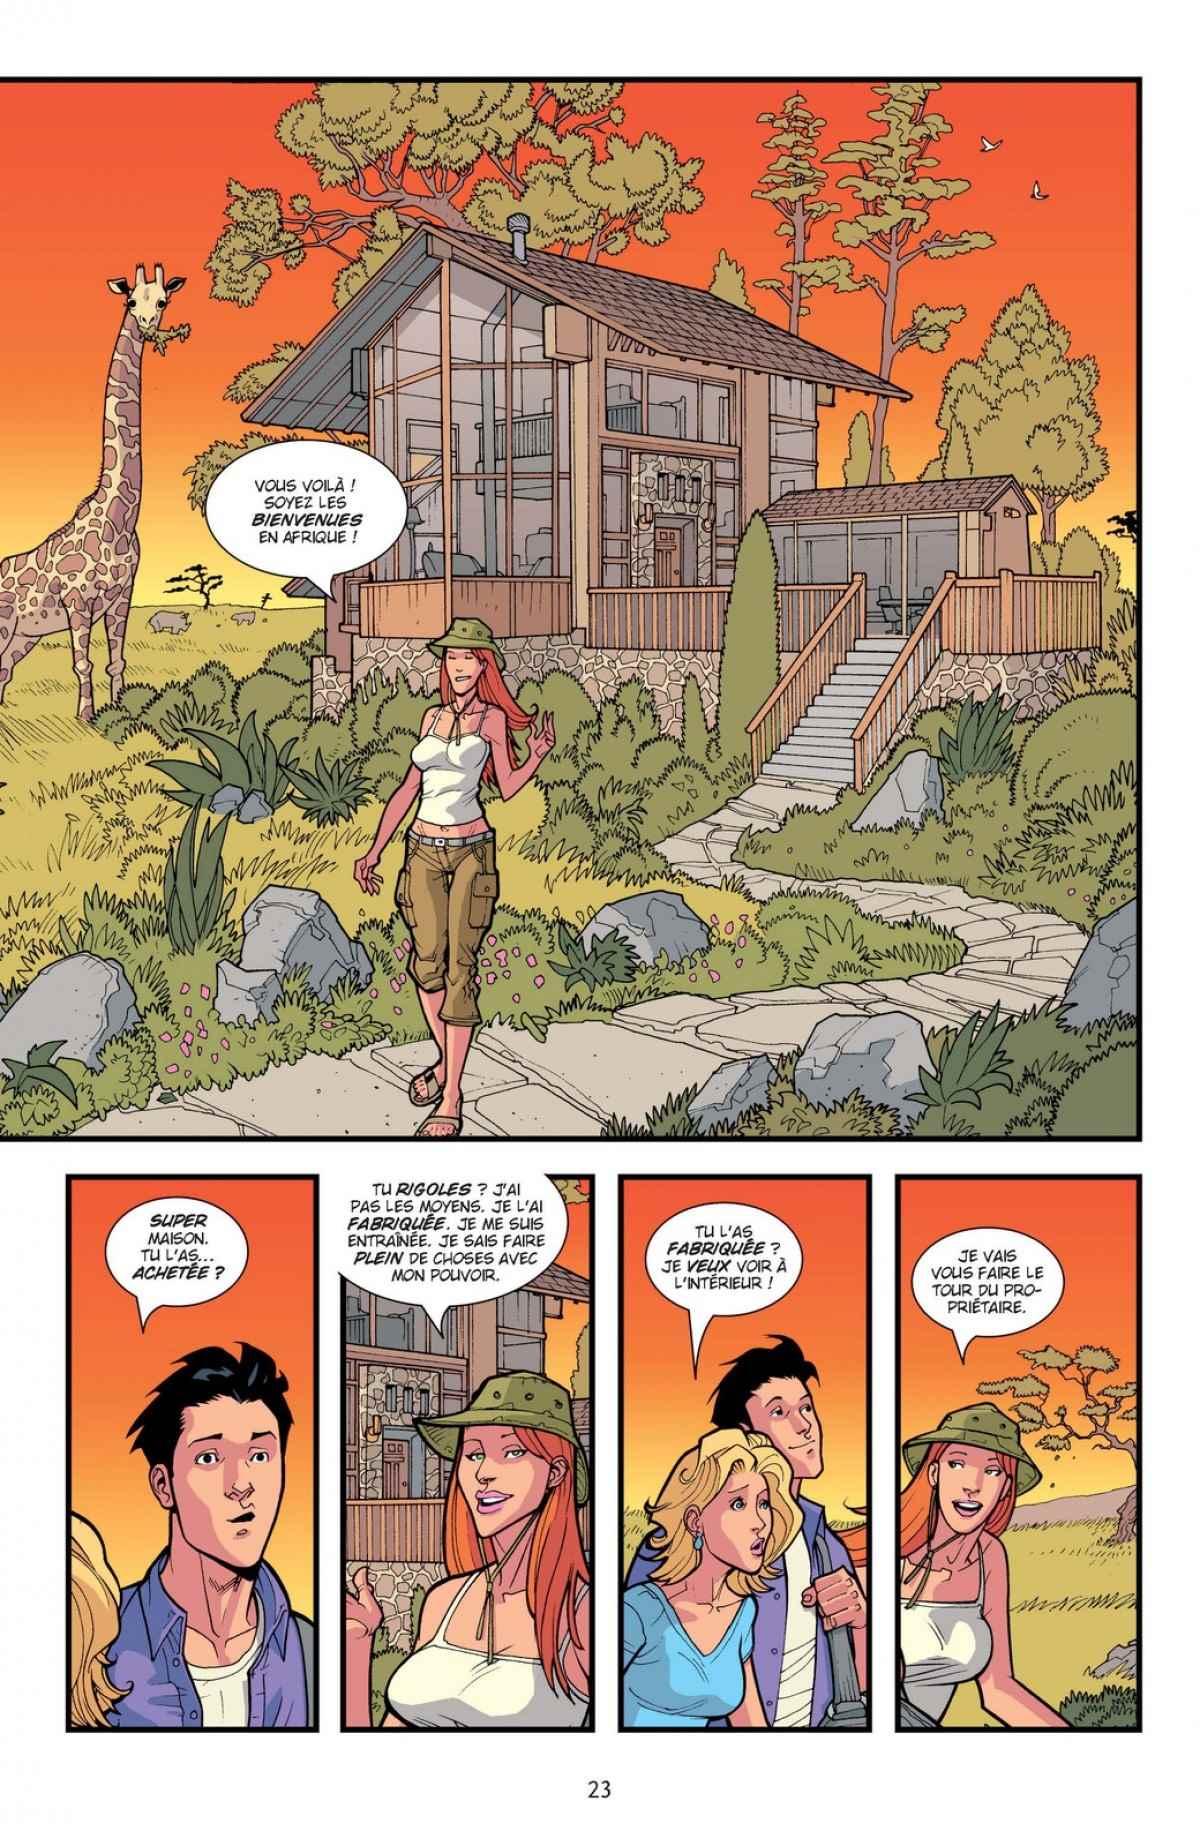 VOUS VOILÀ !
SOYEZ LES
BIENVENUES
EN AFRIQUE !
SUPER
MAISON.
TU L'AS...
ACHETÉE ?
TU RIGOLES ? J'AI
PAS LES MOYENS. JE L'AI
FABRIQUÉE. JE ME SUIS
ENTRAÎNÉE. JE SAIS FAIRE
PLEIN DE CHOSES AVEC
MON POUVOIR.
TU L'AS
FABRIQUÉE ?
JE VEUX VOIR À
L'INTÉRIEUR !
JE VAIS
VOUS FAIRE LE
TOUR DU PRO-
PRIÉTAIRE.
23